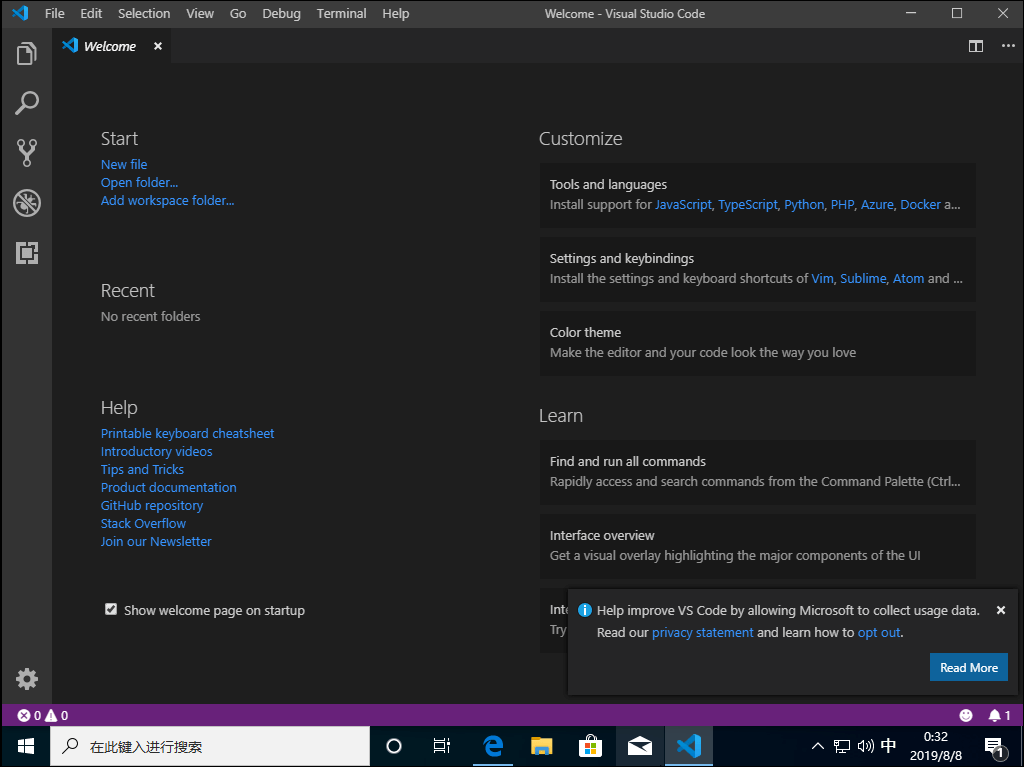 File Edit Selection View Go Debug Terminal Help Welcome - Visual Studio Code
Welcome
Start
New file
Open folder...
Add workspace folder...
Recent
No recent folders
Help
Printable keyboard cheatsheet
Introductory videos
Tips and Tricks
Product documentation
GitHub repository
Stack Overflow
Join our Newsletter
Show welcome page on startup
Customize
Tools and languages
Install support for JavaScript, TypeScript, Python, PHP, Azure, Docker a...
Settings and keybindings
Install the settings and keyboard shortcuts of Vim, Sublime, Atom and ...
Color theme
Make the editor and your code look the way you love
Learn
Find and run all commands
Rapidly access and search commands from the Command Palette (Ctrl...
Interface overview
Get a visual overlay highlighting the major components of the UI
Inte
Try
Help improve VS Code by allowing Microsoft to collect usage data.
Read our privacy statement and learn how to opt out.
Read More
0 0 1
在此键入进行搜索
中
0:32
2019/8/8
1